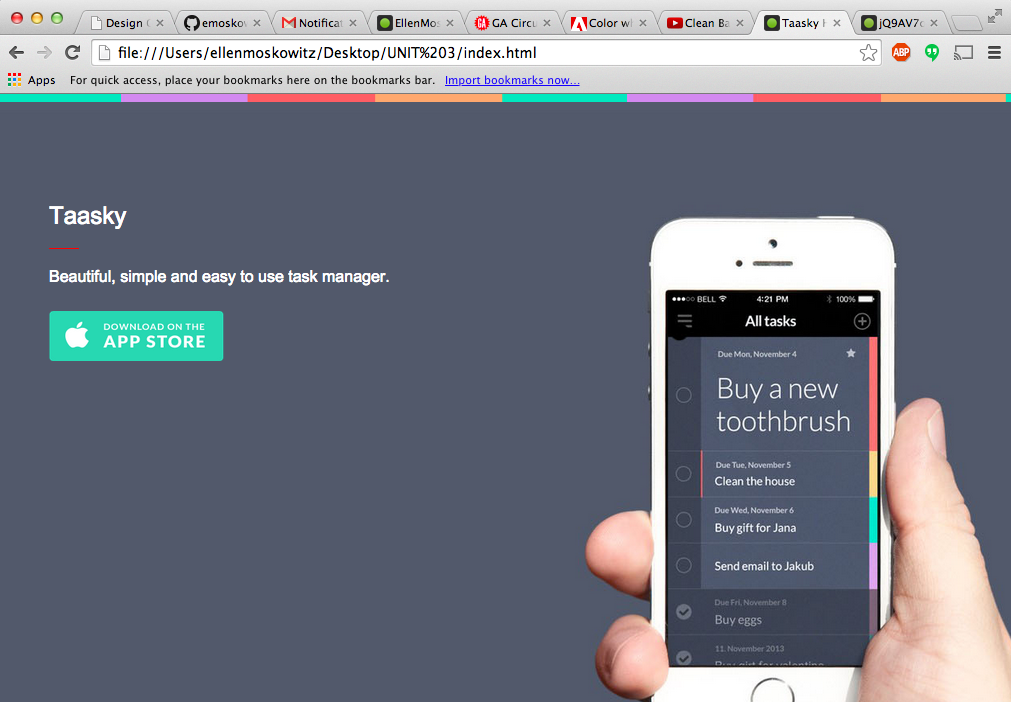 Design
emoskov
Notificat
EllenMos
GA Circu
Color wh
Clean Ba
Taasky
jQ9AV7c
file:///Users/ellenmoskowitz/Desktop/UNIT%203/index.html
ABP
Apps For quick access, place your bookmarks here on the bookmarks bar. Import bookmarks now...
Taasky
Beautiful, simple and easy to use task manager.
DOWNLOAD ON THE
APP STORE
BELL 4:21 PM 100%
All tasks
Due Mon, November 4
Buy a new
toothbrush
Due Tue, November 5
Clean the house
Due Wed, November 6
Buy gift for Jana
Send email to Jakub
Due Fri, November 8
Buy eggs
11. November 2013